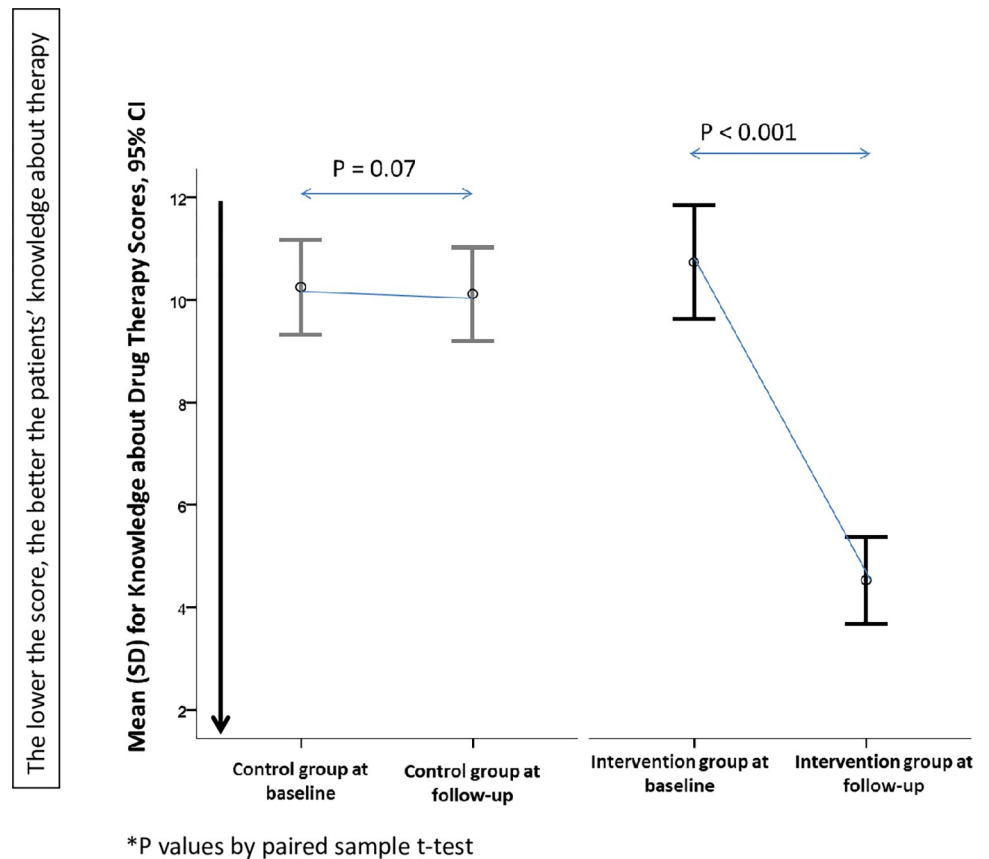 The lower the score, the better the patients’ knowledge about therapy
Mean (SD) for Knowledge about Drug Therapy Scores, 95% CI
12
10
8
6
4
2
P = 0.07
P < 0.001
Control group at
baseline
Control group at
follow-up
Intervention group at
baseline
Intervention group at
follow-up
*P values by paired sample t-test